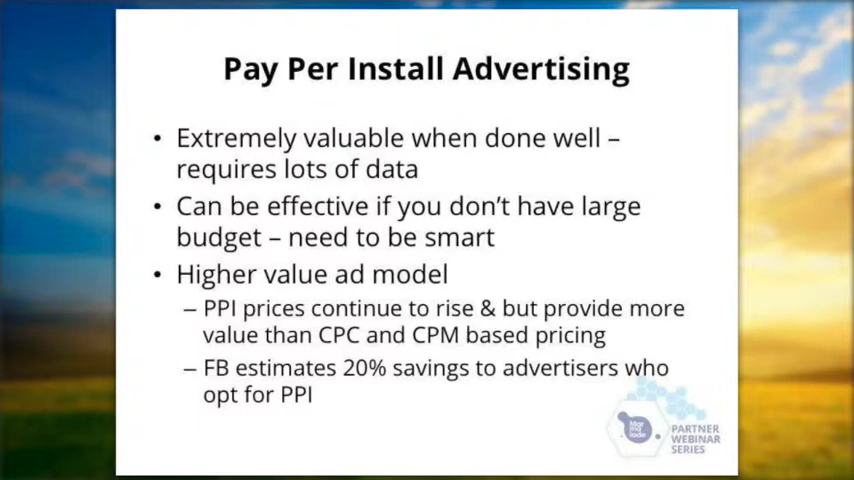 Pay Per Install Advertising
• Extremely valuable when done well –
requires lots of data
• Can be effective if you don't have large
budget – need to be smart
• Higher value ad model
– PPI prices continue to rise & but provide more
value than CPC and CPM based pricing
– FB estimates 20% savings to advertisers who
opt for PPI
Mar
ma
lade
PARTNER
WEBINAR
SERIES